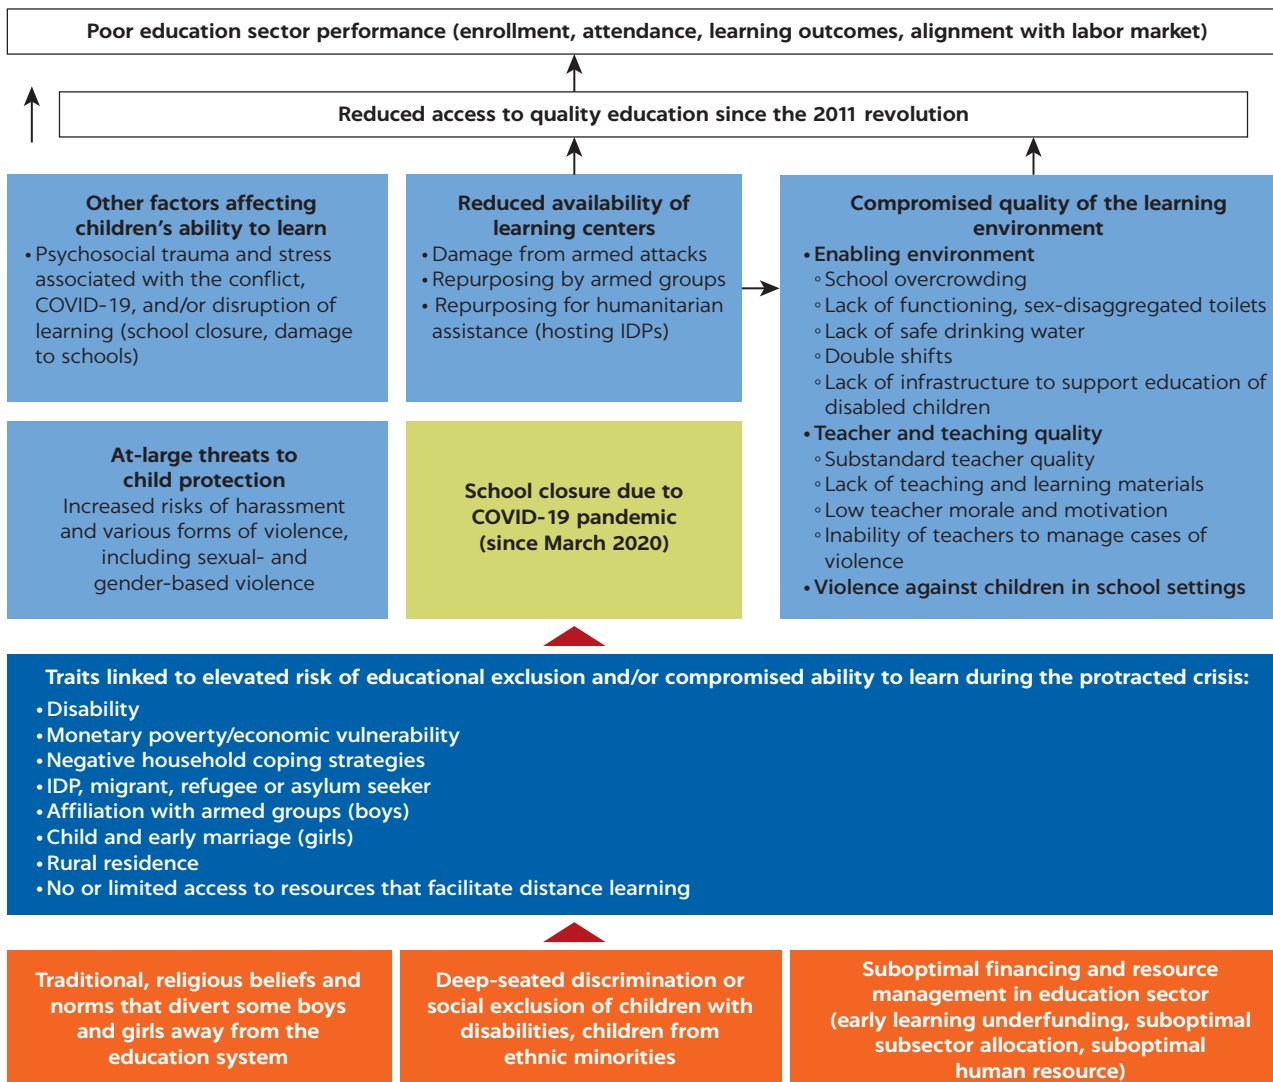 Poor education sector performance (enrollment, attendance, learning outcomes, alignment with labor market)
Reduced access to quality education since the 2011 revolution
Other factors affecting
children’s ability to learn
• Psychosocial trauma and stress
associated with the conflict,
COVID-19, and/or disruption of
learning (school closure, damage
to schools)
Reduced availability of
learning centers
• Damage from armed attacks
• Repurposing by armed groups
• Repurposing for humanitarian
assistance (hosting IDPs)
Compromised quality of the learning
environment
• Enabling environment
◦ School overcrowding
◦ Lack of functioning, sex-disaggregated toilets
◦ Lack of safe drinking water
◦ Double shifts
◦ Lack of infrastructure to support education of
disabled children
• Teacher and teaching quality
◦ Substandard teacher quality
◦ Lack of teaching and learning materials
◦ Low teacher morale and motivation
◦ Inability of teachers to manage cases of
violence
• Violence against children in school settings
At-large threats to
child protection
Increased risks of harassment
and various forms of violence,
including sexual- and
gender-based violence
School closure due to
COVID-19 pandemic
(since March 2020)
Traits linked to elevated risk of educational exclusion and/or compromised ability to learn during the protracted crisis:
• Disability
• Monetary poverty/economic vulnerability
• Negative household coping strategies
• IDP, migrant, refugee or asylum seeker
• Affiliation with armed groups (boys)
• Child and early marriage (girls)
• Rural residence
• No or limited access to resources that facilitate distance learning
Traditional, religious beliefs and
norms that divert some boys
and girls away from the
education system
Deep-seated discrimination or
social exclusion of children with
disabilities, children from
ethnic minorities
Suboptimal financing and resource
management in education sector
(early learning underfunding, suboptimal
subsector allocation, suboptimal
human resource)